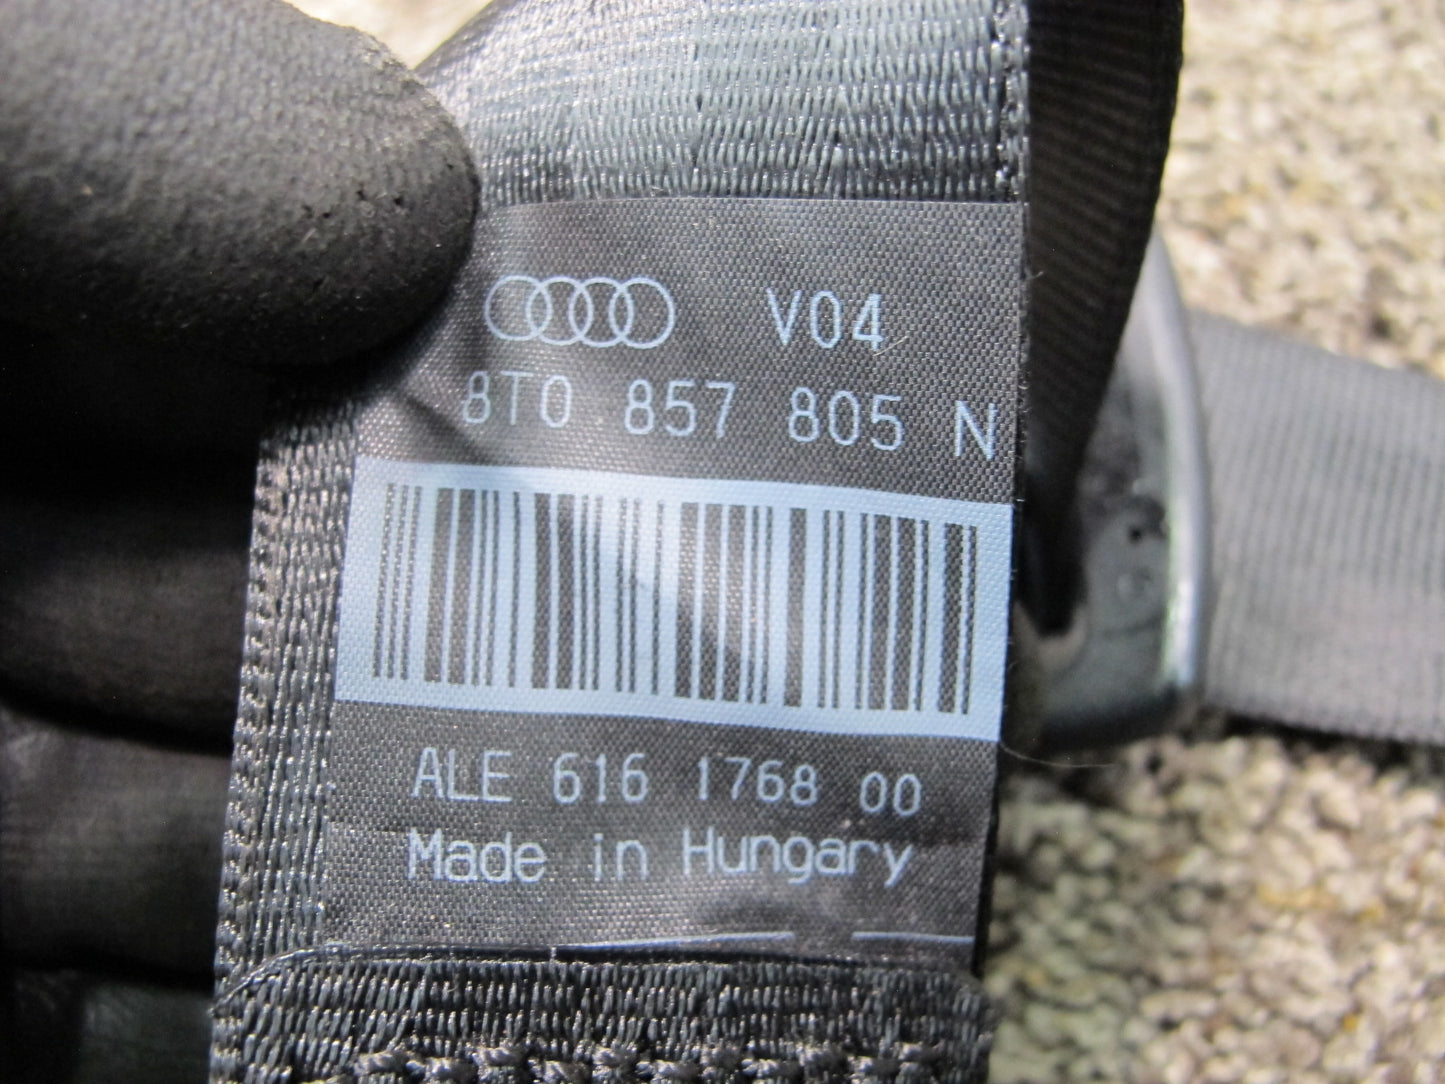 V04
8T0 857 805 N
ALE 616 1768 00
Made in Hungary